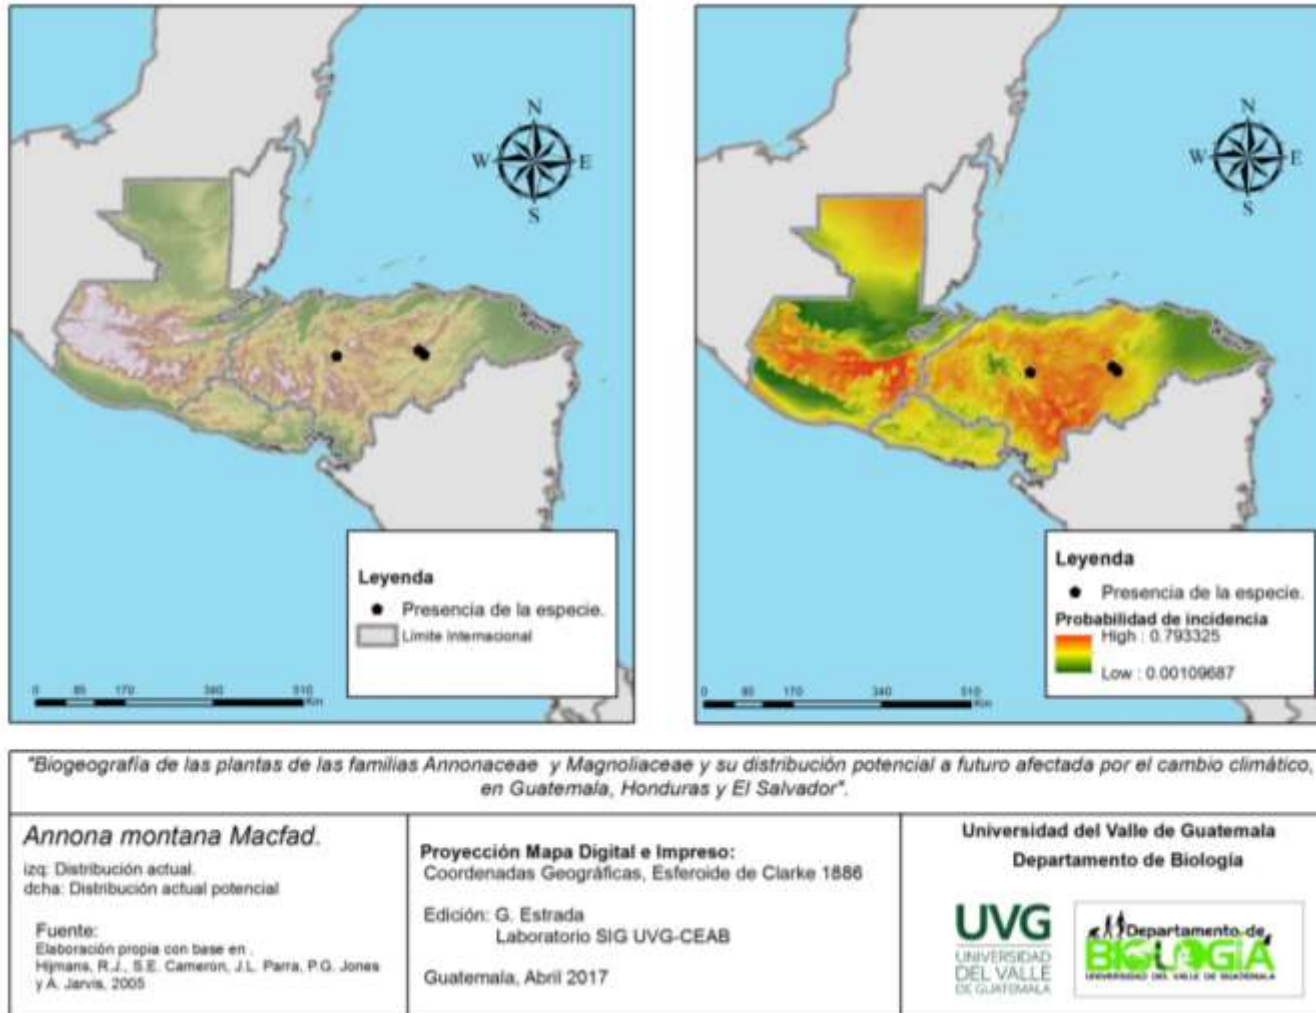 N
W
E
S
Leyenda
Presencia de la especie.
Límite Internacional
0 85 170 340 510
Km
N
W
E
S
Leyenda
Presencia de la especie.
Probabilidad de incidencia
High : 0.793325
Low : 0.00109687
0 85 170 340 510
Km
"Biogeografía de las plantas de las familias Annonaceae y Magnoliaceae y su distribución potencial a futuro afectada por el cambio climático,
en Guatemala, Honduras y El Salvador".
Annona montana Macfad.
izq: Distribución actual.
dcha: Distribución actual potencial
Fuente:
Elaboración propia con base en .
Hijmans, R.J., S.E. Cameron, J.L. Parra, P.G. Jones
y A. Jarvis, 2005
Proyección Mapa Digital e Impreso:
Coordenadas Geográficas, Esferoide de Clarke 1886
Edición: G. Estrada
Laboratorio SIG UVG-CEAB
Guatemala, Abril 2017
Universidad del Valle de Guatemala
Departamento de Biología
UVG
UNIVERSIDAD
DEL VALLE
DE GUATEMALA
Departamento de
BIOLOGÍA
UNIVERSIDAD DEL VALLE DE GUATEMALA